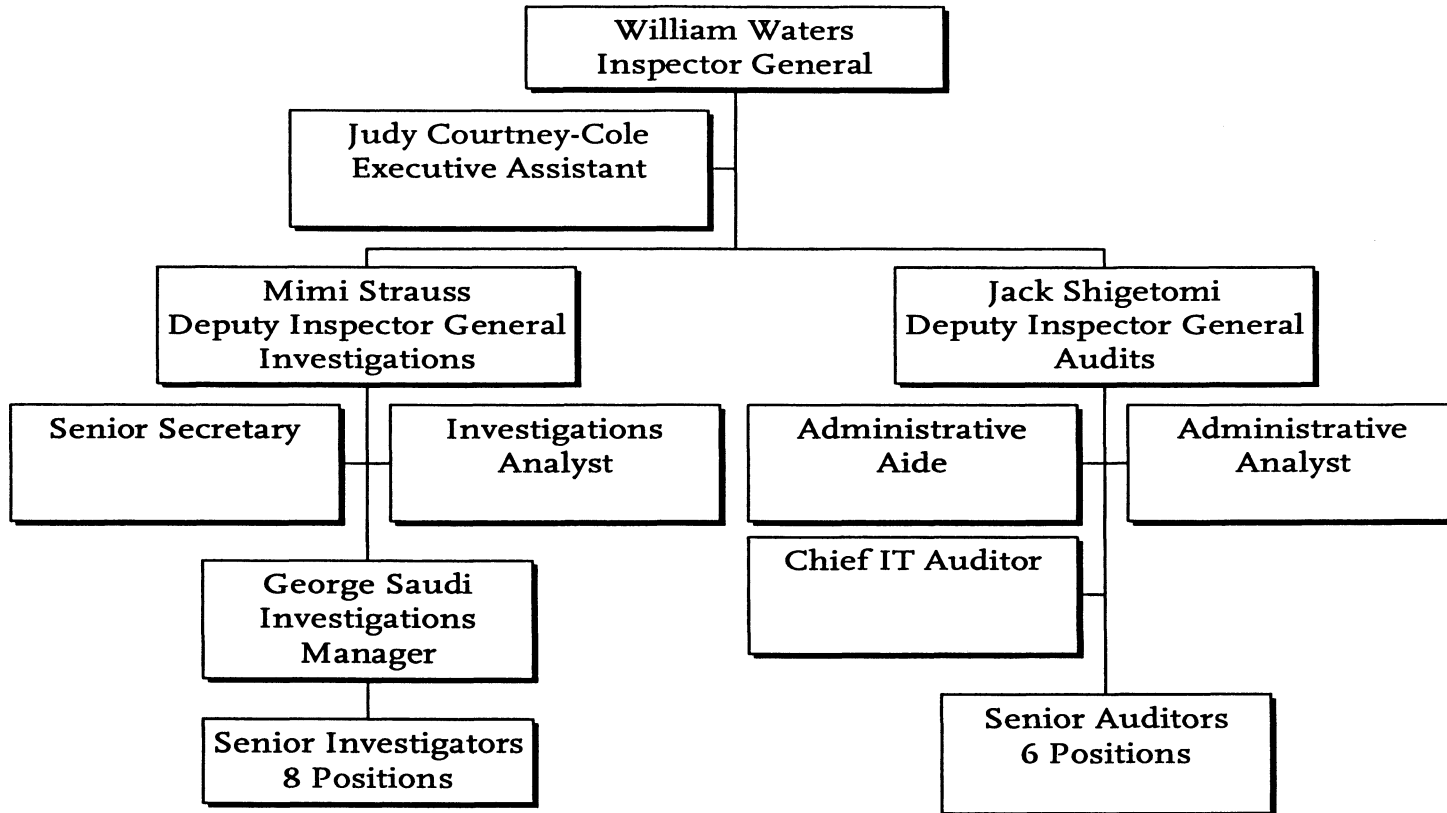 William Waters
Inspector General
Judy Courtney-Cole
Executive Assistant
Mimi Strauss
Deputy Inspector General
Investigations
Jack Shigetomi
Deputy Inspector General
Audits
Senior Secretary
Investigations
Analyst
Administrative
Aide
Administrative
Analyst
Chief IT Auditor
George Saudi
Investigations
Manager
Senior Investigators
8 Positions
Senior Auditors
6 Positions